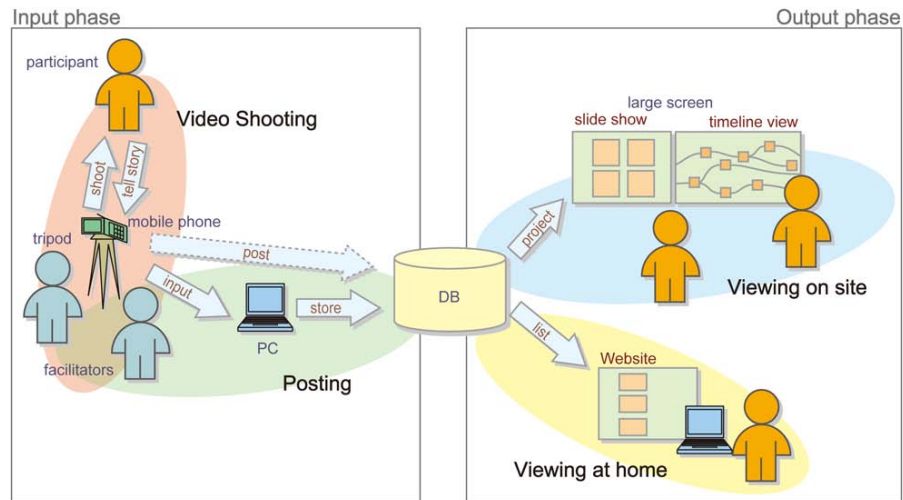 Input phase
Output phase
participant
Video Shooting
shoot
tell story
mobile phone
tripod
post
input
store
PC
facilitators
Posting
DB
project
list
large screen
slide show
timeline view
Viewing on site
Website
Viewing at home